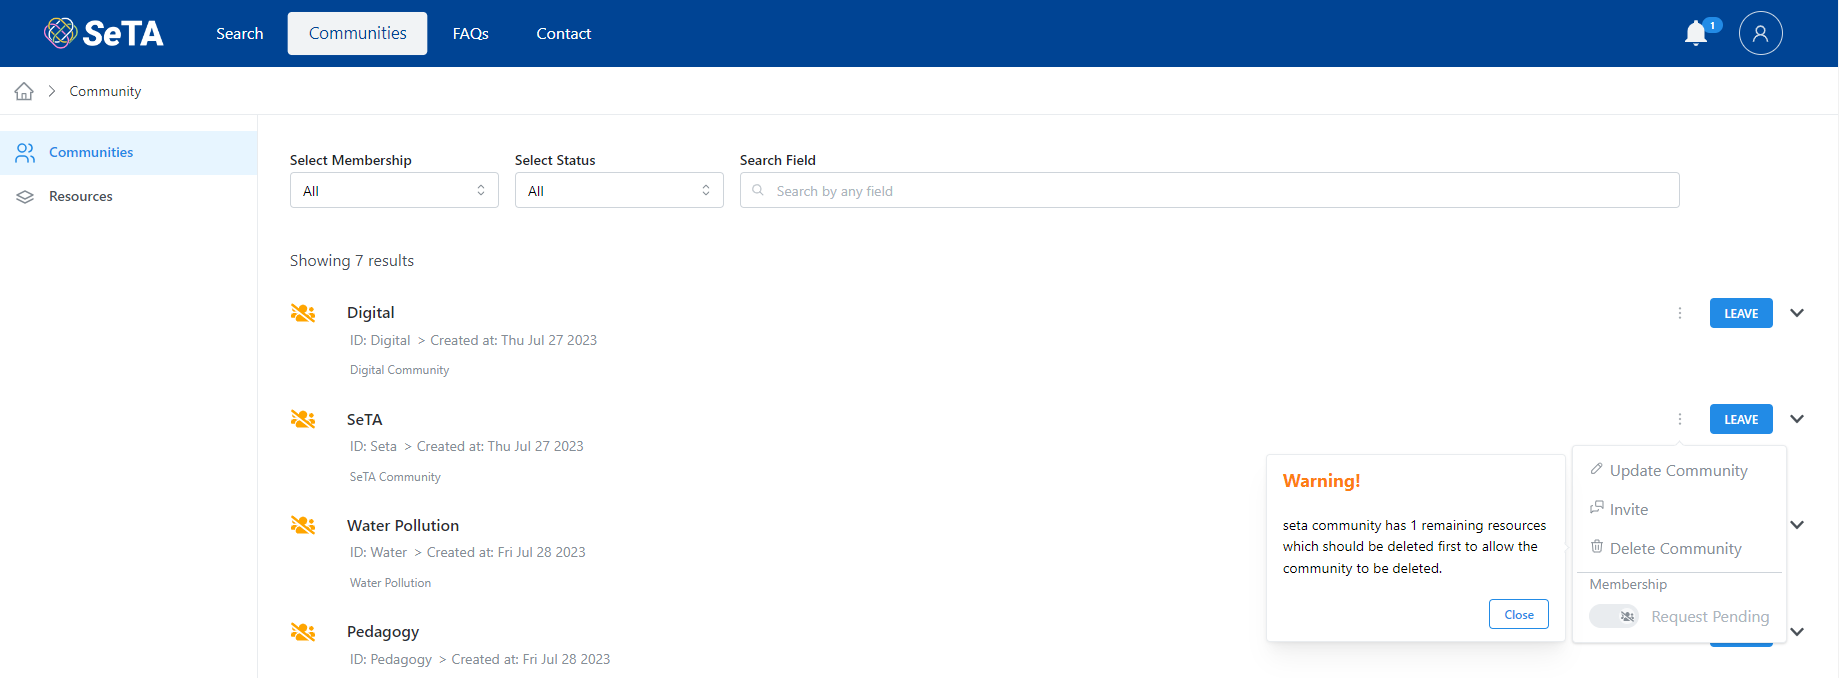 SeTA Search Communities FAQs Contact 1
Community
Communities
Resources
Select Membership Select Status Search Field
All All Search by any field
Showing 7 results
Digital LEAVE
ID: Digital > Created at: Thu Jul 27 2023
Digital Community
SeTA LEAVE
ID: Seta > Created at: Thu Jul 27 2023
SeTA Community
Water Pollution
ID: Water > Created at: Fri Jul 28 2023
Water Pollution
Pedagogy
ID: Pedagogy > Created at: Fri Jul 28 2023
Warning!
seta community has 1 remaining resources
which should be deleted first to allow the
community to be deleted.
Close
Update Community
Invite
Delete Community
Membership
Request Pending